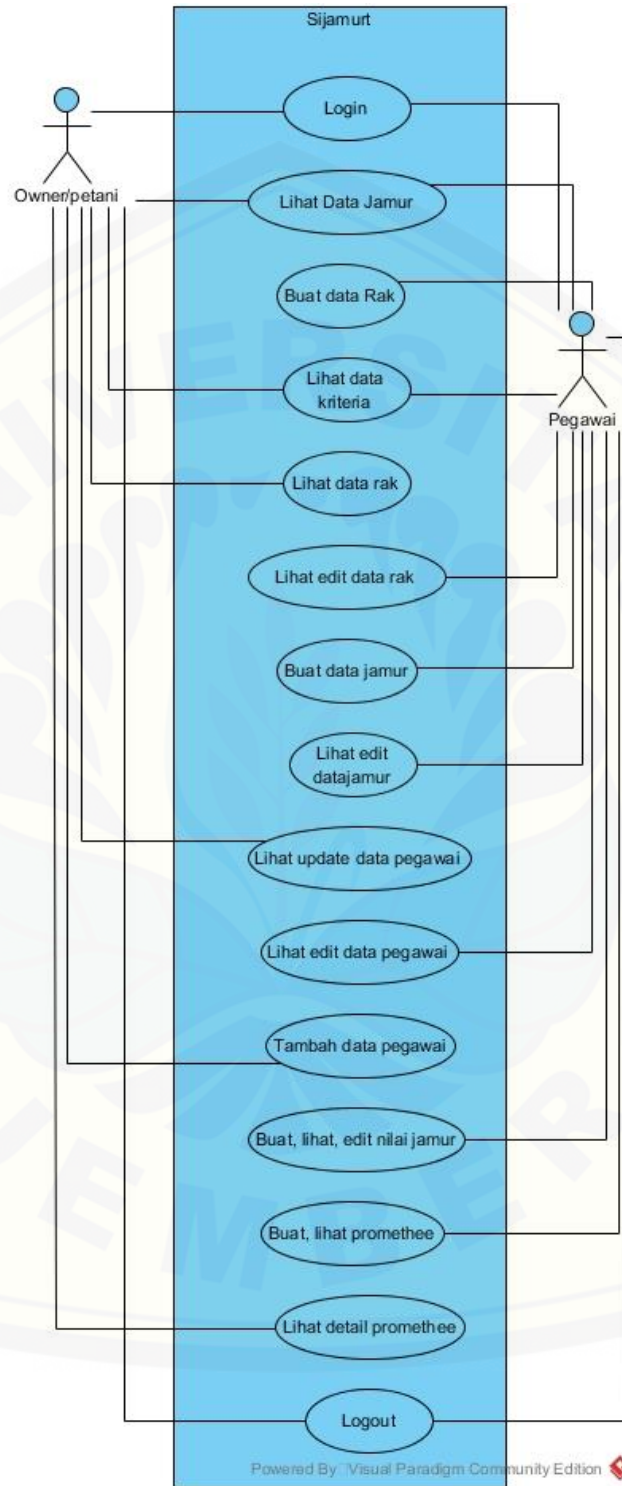 Sijamurt
Login
Owner/petani
Lihat Data Jamur
Buat data Rak
Lihat data
kriteria
Pegawai
Lihat data rak
Lihat edit data rak
Buat data jamur
Lihat edit
datajamur
Lihat update data pegawai
Lihat edit data pegawai
Tambah data pegawai
Buat, lihat, edit nilai jamur
Buat, lihat promethee
Lihat detail promethee
Logout
Powered By Visual Paradigm Community Edition